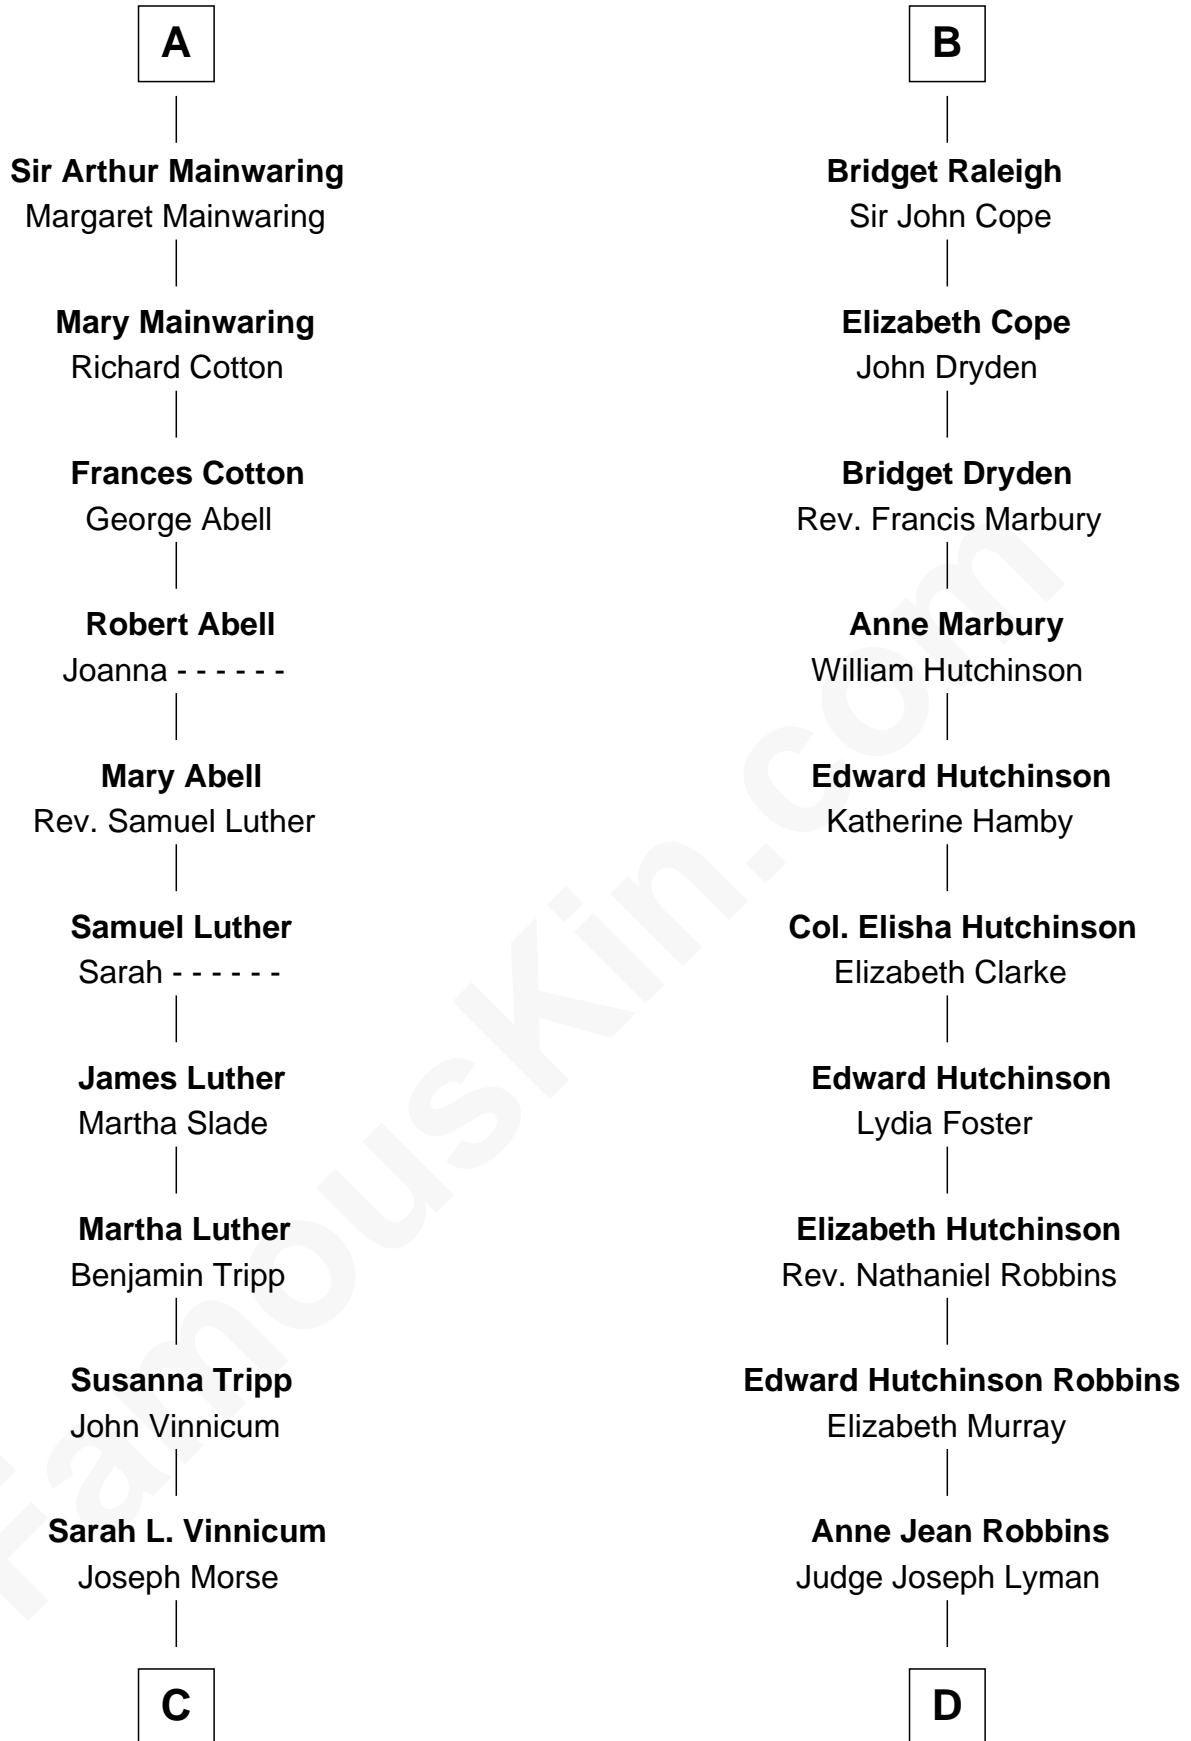 A
Sir Arthur Mainwaring
Margaret Mainwaring
Mary Mainwaring
Richard Cotton
Frances Cotton
George Abell
Robert Abell
Joanna - - - - - -
Mary Abell
Rev. Samuel Luther
Samuel Luther
Sarah - - - - - -
James Luther
Martha Slade
Martha Luther
Benjamin Tripp
Susanna Tripp
John Vinnicum
Sarah L. Vinnicum
Joseph Morse
C
B
Bridget Raleigh
Sir John Cope
Elizabeth Cope
John Dryden
Bridget Dryden
Rev. Francis Marbury
Anne Marbury
William Hutchinson
Edward Hutchinson
Katherine Hamby
Col. Elisha Hutchinson
Elizabeth Clarke
Edward Hutchinson
Lydia Foster
Elizabeth Hutchinson
Rev. Nathaniel Robbins
Edward Hutchinson Robbins
Elizabeth Murray
Anne Jean Robbins
Judge Joseph Lyman
D
FamousKin.com